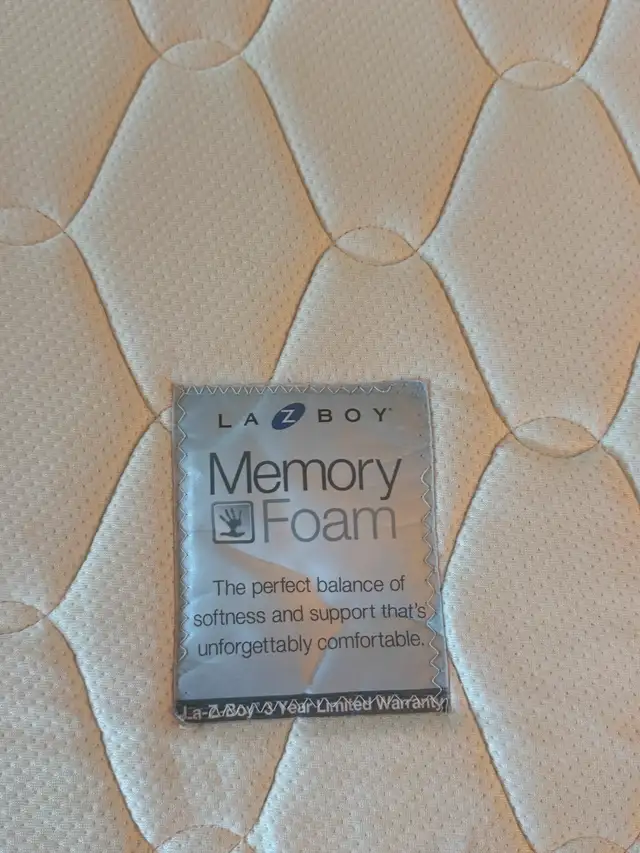 LA Z BOY
Memory
Foam
The perfect balance of
softness and support that's
unforgettably comfortable.
La-Z-Boy 3 Year Limited Warranty